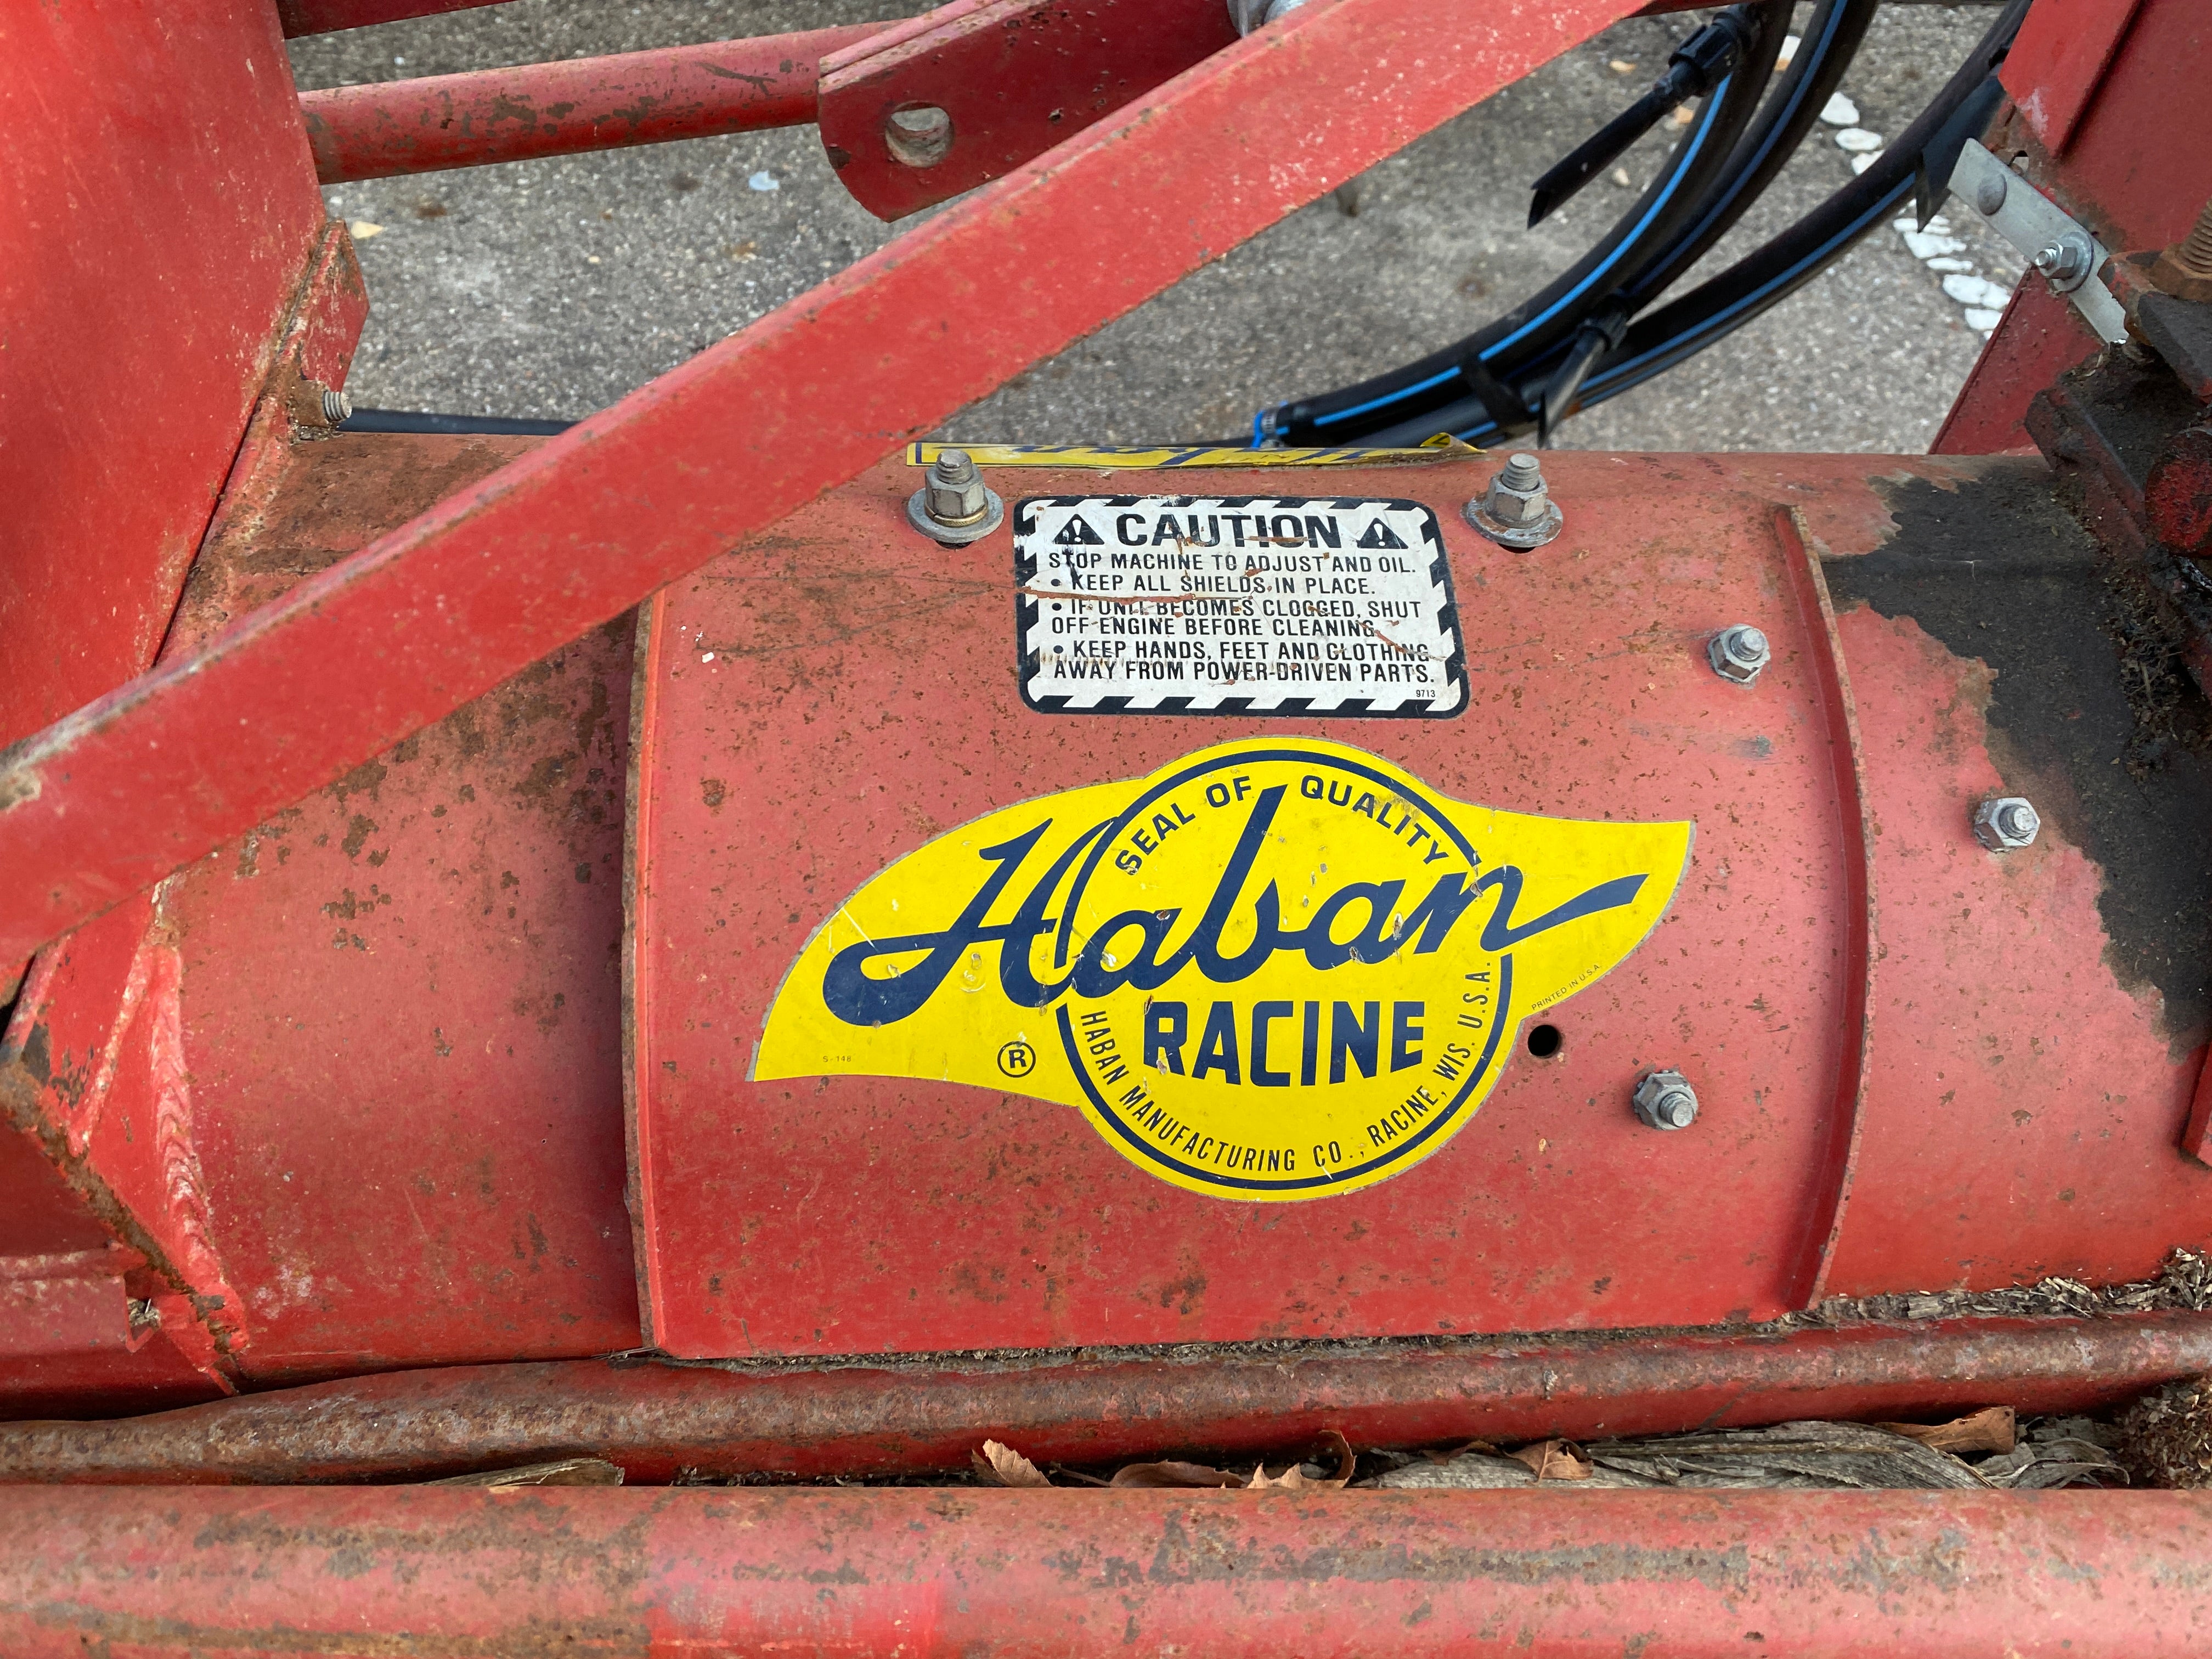 CAUTION
STOP MACHINE TO ADJUST AND OIL.
• KEEP ALL SHIELDS IN PLACE.
• IF UNIT BECOMES CLOGGED, SHUT
OFF ENGINE BEFORE CLEANING.
• KEEP HANDS, FEET AND CLOTHING
AWAY FROM POWER-DRIVEN PARTS.
9713
SEAL OF QUALITY
Haban
RACINE
HABAN MANUFACTURING CO., RACINE, WIS. U.S.A.
PRINTED IN U.S.A.
S-148
®